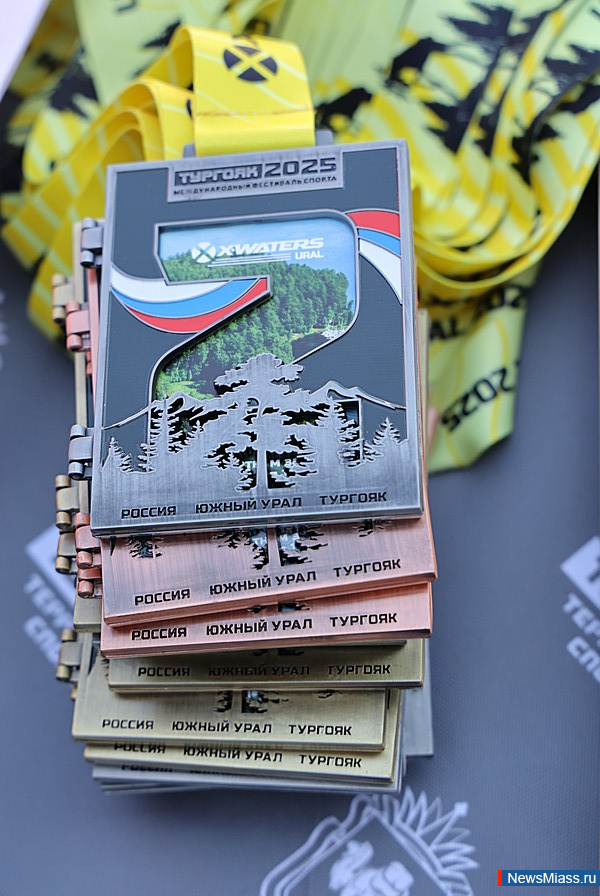 ТУРГОЯК 2025
МЕЖДУНАРОДНЫЙ ФЕСТИВАЛЬ СПОРТА
X-WATERS
URAL
РОССИЯ ЮЖНЫЙ УРАЛ ТУРГОЯК
РОССИЯ ЮЖНЫЙ УРАЛ ТУРГОЯК
РОССИЯ ЮЖНЫЙ УРАЛ ТУРГОЯК
РОССИЯ ЮЖНЫЙ УРАЛ ТУРГОЯК
РОССИЯ ЮЖНЫЙ УРАЛ ТУРГОЯК
РОССИЯ ЮЖНЫЙ УРАЛ ТУРГОЯК
2025
NewsMiass.ru